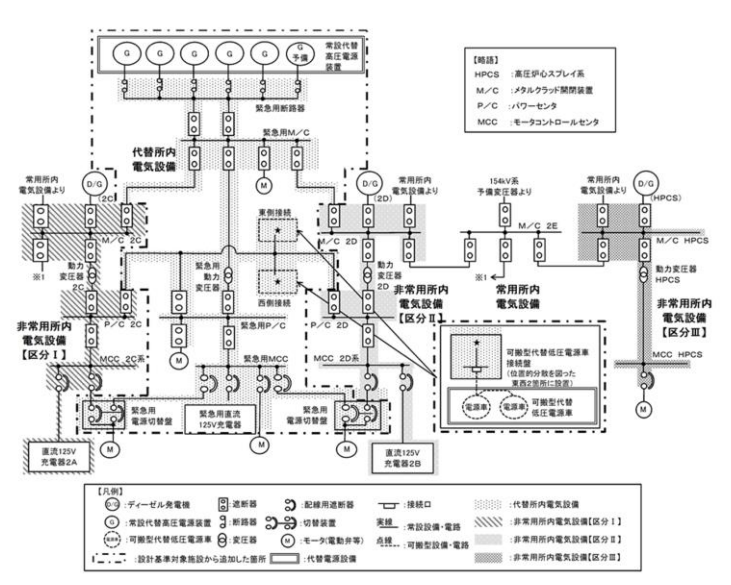 G
G
G
G
G
G
予備
常設代替
高圧電源
装置
緊急用断路器
緊急用M/C
代替所内
電気設備
M
【略語】
HPCS :高圧炉心スプレイ系
M/C :メタルクラッド開閉装置
P/C :パワーセンタ
MCC :モータコントロールセンタ
常用所内
電気設備より
D/G
(2C)
M/C 2C
※1
D/G
(2D)
常用所内
電気設備より
M/C 2D
154kV系
予備変圧器より
M/C 2E
※1
常用所内
電気設備より
D/G
(HPCS)
M/C HPCS
東側接続
★
★
西側接続
動力
変圧器
2C
緊急用
動力
変圧器
動力
変圧器
2D
動力変圧器
HPCS
非常用所内
電気設備
【区分Ⅱ】
常用所内
電気設備
非常用所内
電気設備
【区分Ⅲ】
非常用所内
電気設備
【区分Ⅰ】
P/C 2C
緊急用P/C
P/C 2D
M
MCC 2C系
緊急用MCC
MCC 2D系
MCC HPCS
M
★
可搬型代替低圧電源車
接続盤
(位置的分散を図った
東西2箇所に設置)
電源車
電源車
可搬型代替
低圧電源車
緊急用
電源切替盤
緊急用直流
125V充電器
緊急用
電源切替盤
M
M
M
直流125V
充電器2A
直流125V
充電器2B
【凡例】
D/G :ディーゼル発電機
:遮断器
:配線用遮断器
:接続口
:代替所内電気設備
G :常設代替高圧電源装置
:断路器
:切替装置
実線
:常設設備・電路
:非常用所内電気設備【区分Ⅰ】
電源車 :可搬型代替低圧電源車
:変圧器
M :モータ(電動弁等)
点線
:可搬型設備・電路
:非常用所内電気設備【区分Ⅱ】
:設計基準対象施設から追加した箇所
:代替電源設備
:非常用所内電気設備【区分Ⅲ】